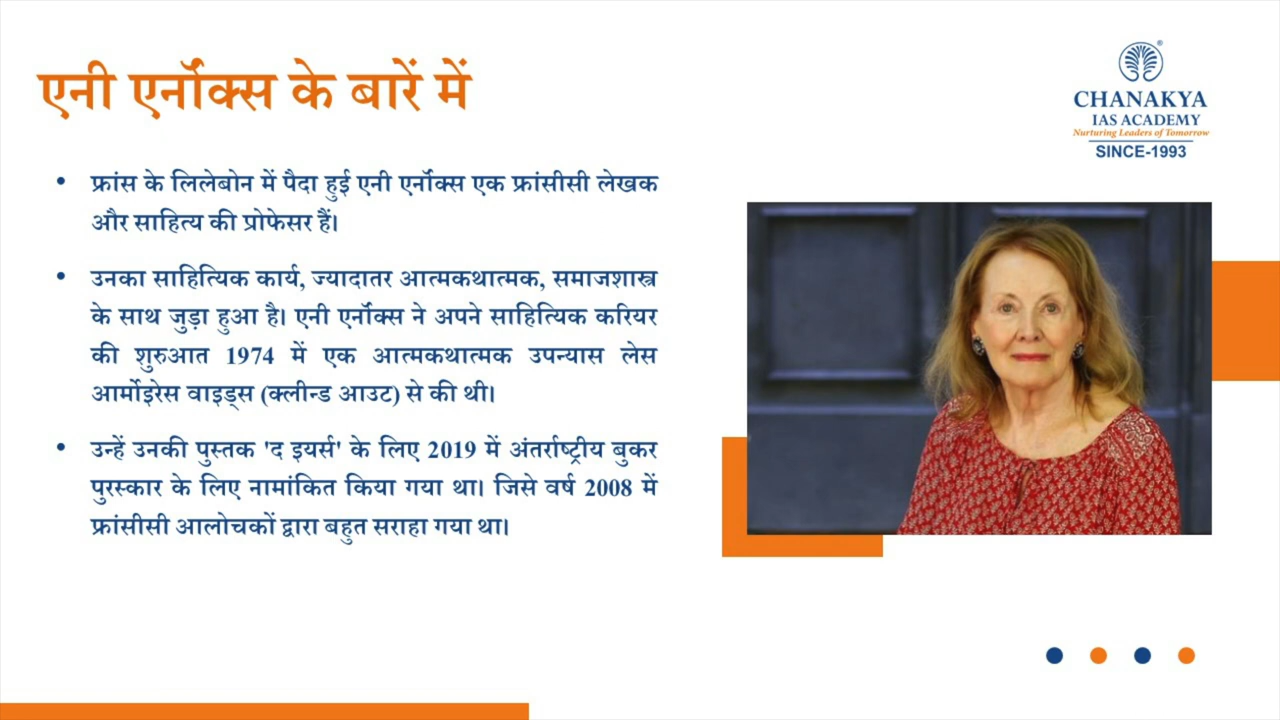 एनी एर्नॉक्स के बारें में
CHANAKYA
IAS ACADEMY
Nurturing Leaders of Tomorrow
SINCE-1993
• फ्रांस के लिलेबोन में पैदा हुई एनी एर्नॉक्स एक फ्रांसीसी लेखक
और साहित्य की प्रोफेसर हैं।
• उनका साहित्यिक कार्य, ज्यादातर आत्मकथात्मक, समाजशास्त्र
के साथ जुड़ा हुआ है। एनी एर्नॉक्स ने अपने साहित्यिक करियर
की शुरुआत 1974 में एक आत्मकथात्मक उपन्यास लेस
आर्मोइरेस वाइड्स (क्लीन्ड आउट) से की थी।
• उन्हें उनकी पुस्तक 'द इयर्स' के लिए 2019 में अंतर्राष्ट्रीय बुकर
पुरस्कार के लिए नामांकित किया गया था। जिसे वर्ष 2008 में
फ्रांसीसी आलोचकों द्वारा बहुत सराहा गया था।